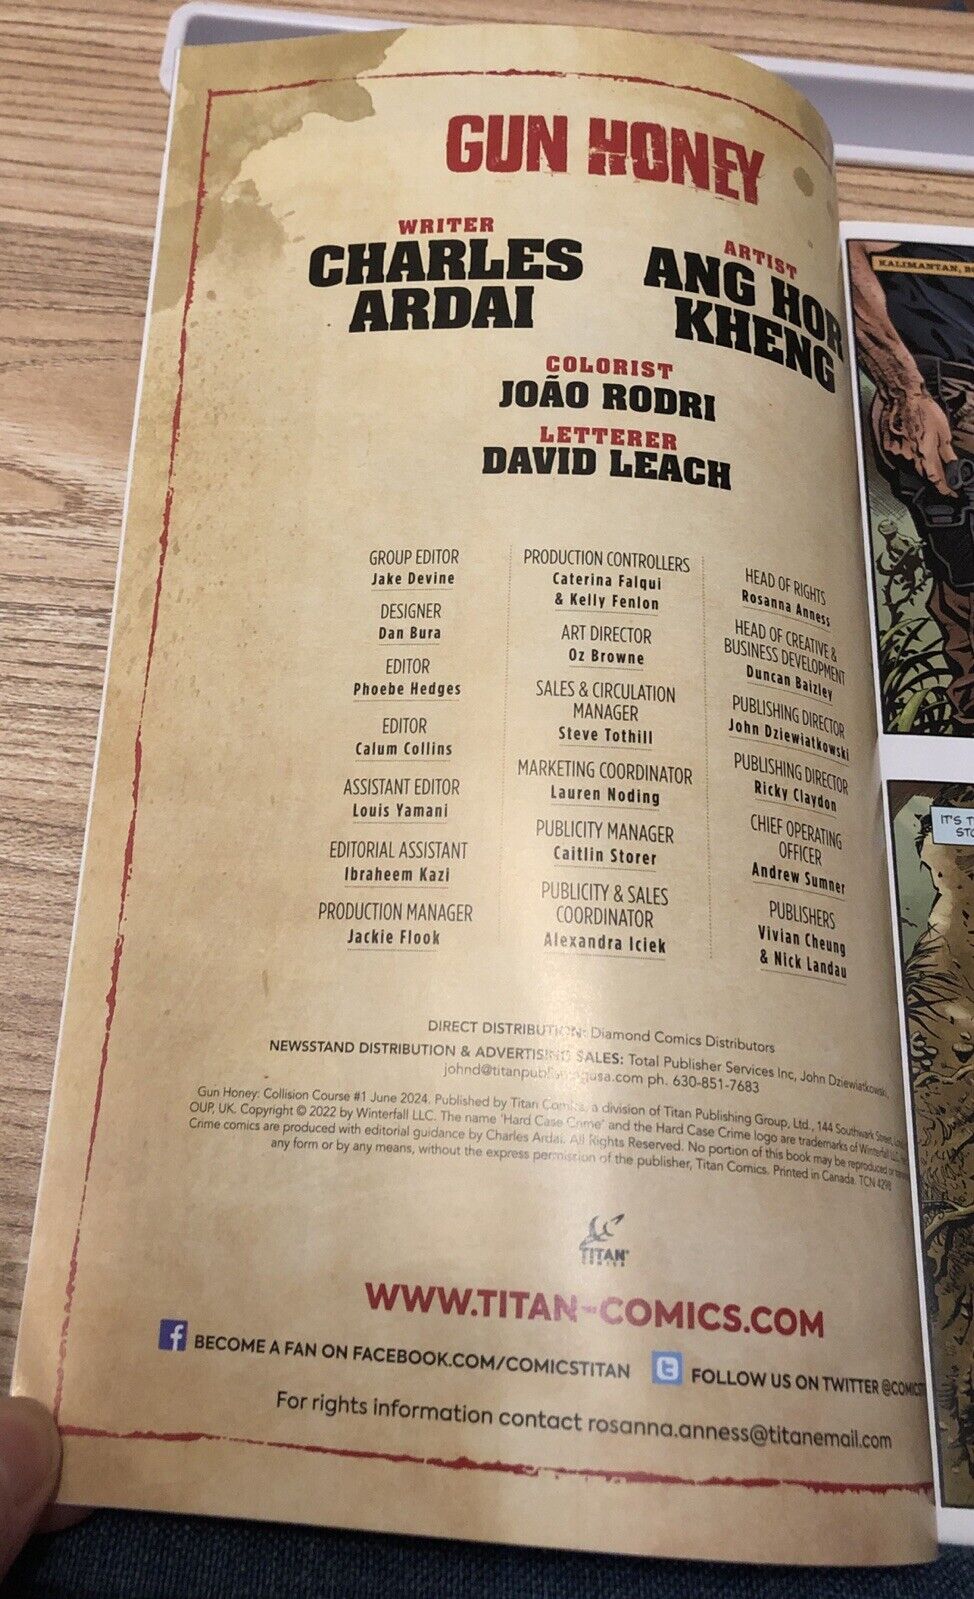 GUN HONEY
WRITER
CHARLES
ARDAI
ARTIST
ANG HOR
KHENG
COLORIST
JOÃO RODRI
LETTERER
DAVID LEACH
GROUP EDITOR
Jake Devine
DESIGNER
Dan Bura
EDITOR
Phoebe Hedges
EDITOR
Calum Collins
ASSISTANT EDITOR
Louis Yamani
EDITORIAL ASSISTANT
Ibraheem Kazi
PRODUCTION MANAGER
Jackie Flook
PRODUCTION CONTROLLERS
Caterina Falqui
& Kelly Fenlon
ART DIRECTOR
Oz Browne
SALES & CIRCULATION
MANAGER
Steve Tothill
MARKETING COORDINATOR
Lauren Noding
PUBLICITY MANAGER
Caitlin Storer
PUBLICITY & SALES
COORDINATOR
Alexandra Iciek
HEAD OF RIGHTS
Rosanna Anness
HEAD OF CREATIVE &
BUSINESS DEVELOPMENT
Duncan Baizley
PUBLISHING DIRECTOR
John Dziewiatkowski
PUBLISHING DIRECTOR
Ricky Claydon
CHIEF OPERATING
OFFICER
Andrew Sumner
PUBLISHERS
Vivian Cheung
& Nick Landau
DIRECT DISTRIBUTION: Diamond Comics Distributors
NEWSSTAND DISTRIBUTION & ADVERTISING SALES: Total Publisher Services Inc, John Dziewiatkowski,
johnd@titanpublishingusa.com ph. 630-851-7683
Gun Honey: Collision Course #1 June 2024. Published by Titan Comics, a division of Titan Publishing Group, Ltd., 144 Southwark Street,
OUP, UK. Copyright © 2022 by Winterfall LLC. The name 'Hard Case Crime' and the Hard Case Crime logo are trademarks of Winterfall LLC.
Crime comics are produced with editorial guidance by Charles Ardai. All Rights Reserved. No portion of this book may be reproduced or
any form or by any means, without the express permission of the publisher, Titan Comics. Printed in Canada. TCN 4298
TITAN
COMICS
WWW.TITAN-COMICS.COM
BECOME A FAN ON FACEBOOK.COM/COMICSTITAN
FOLLOW US ON TWITTER @COMICS
For rights information contact rosanna.anness@titanemail.com
KALIMANTAN,
IT'S